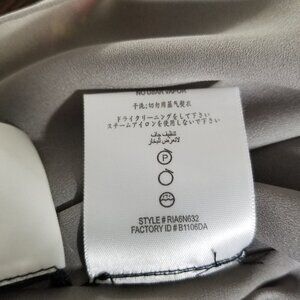 NO USAR VAPOR
干洗;切勿用蒸气熨衣
ドライクリーニングをして下さい
スチームアイロンを使用しないで下さい
تنظيف جاف
لاتعرض للبخار
P
STYLE # RIA6N632
FACTORY ID # B1106DA